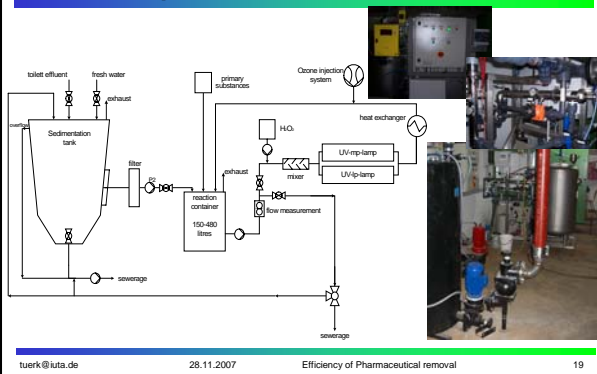 toilett effluent
fresh water
exhaust
overflow
Sedimentation
tank
filter
P2
sewerage
primary
substances
exhaust
reaction
container
150-480
litres
Ozone injection
system
heat exchanger
H₂O₂
mixer
UV-mp-lamp
UV-lp-lamp
flow measurement
sewerage
tuerk@iuta.de
28.11.2007
Efficiency of Pharmaceutical removal
19